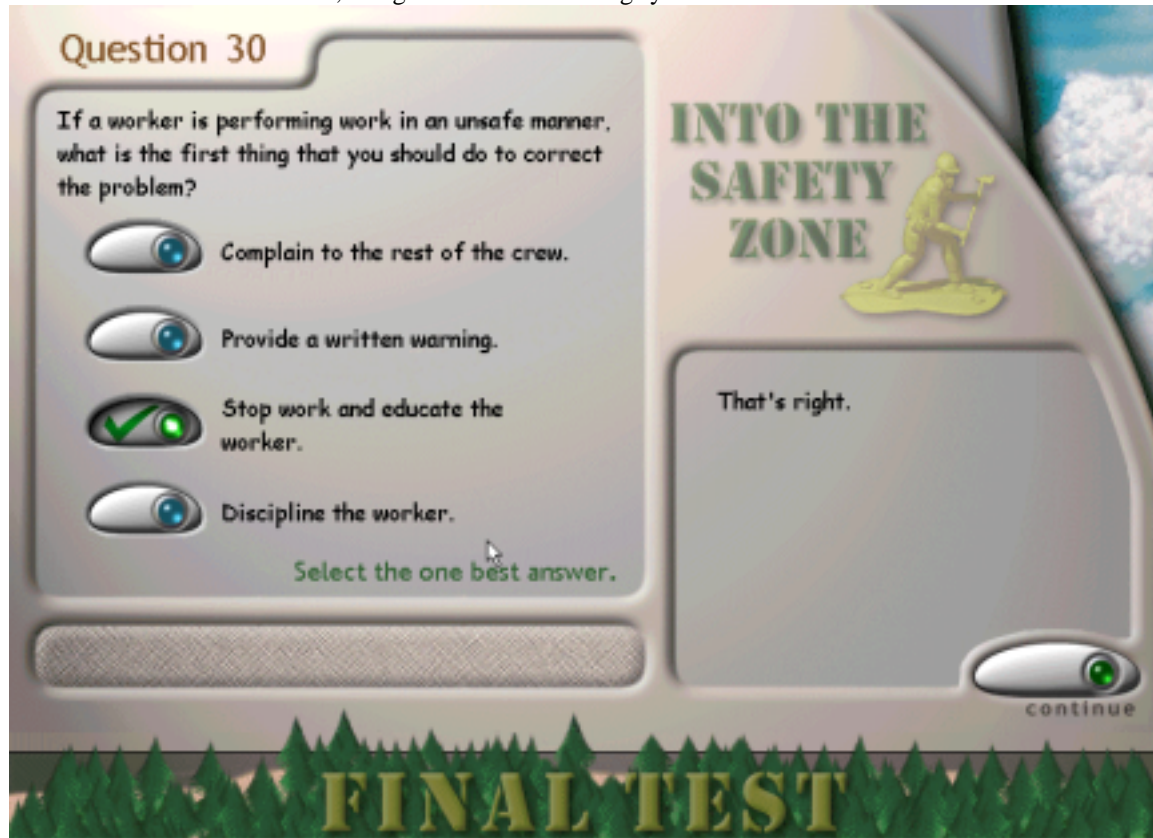 Question 30
If a worker is performing work in an unsafe manner,
what is the first thing that you should do to correct
the problem?
Complain to the rest of the crew.
Provide a written warning.
Stop work and educate the
worker.
Discipline the worker.
Select the one best answer.
INTO THE
SAFETY
ZONE
That's right.
continue
FINAL TEST